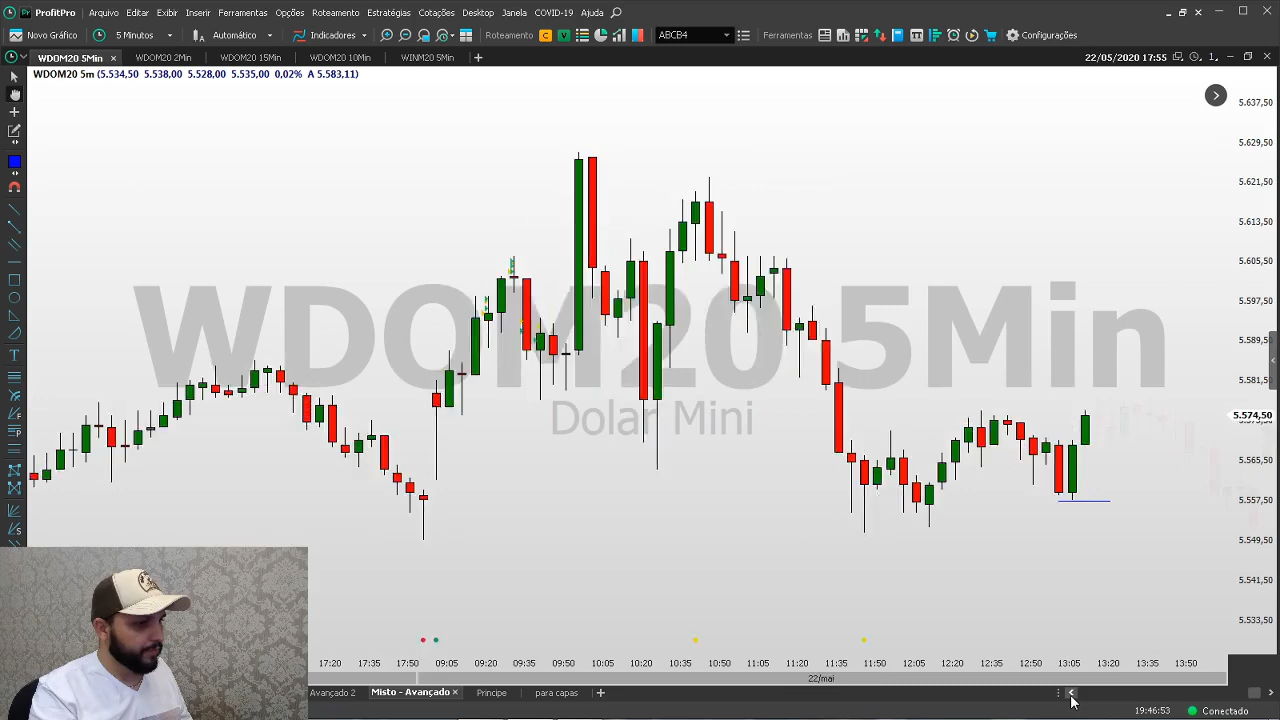 ProfitPro Arquivo Editar Exibir Inserir Ferramentas Opções Roteamento Estratégias Cotações Desktop Janela COVID-19 Ajuda
Novo Gráfico 5 Minutos Automático Indicadores Roteamento C V ABCB4 Ferramentas Configurações
WDOM20 5Min WDOM20 2Min WDOM20 15Min WDOM20 10Min WINM20 5Min 22/05/2020 17:55 1
WDOM20 5m (5.534,50 5.538,00 5.528,00 5.535,00 0,02% A 5.583,11)
5.637,50
5.629,50
5.621,50
5.613,50
5.605,50
5.597,50
5.589,50
5.581,50
5.574,50
5.565,50
5.557,50
5.549,50
5.541,50
5.533,50
WDOM20 5Min
Dolar Mini
17:20 17:35 17:50 09:05 09:20 09:35 09:50 10:05 10:20 10:35 10:50 11:05 11:20 11:35 11:50 12:05 12:20 12:35 12:50 13:05 13:20 13:35 13:50
22/mai
Avançado 2 Misto - Avançado Principe para capas
19:46:53 Conectado